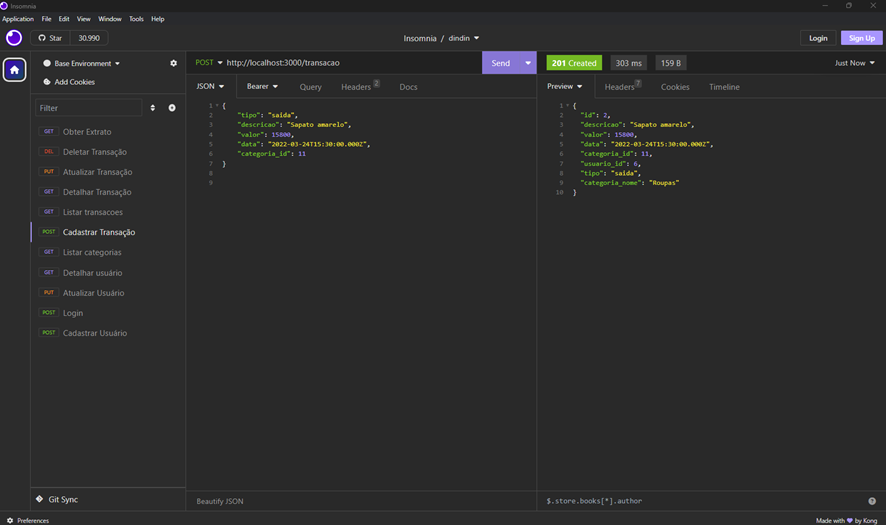 Insomnia
Application File Edit View Window Tools Help
Star 30.990 Insomnia / dindin Login Sign Up
Base Environment
Add Cookies
Filter
GET Obter Extrato
DEL Deletar Transação
PUT Atualizar Transação
GET Detalhar Transação
GET Listar transacoes
POST Cadastrar Transação
GET Listar categorias
GET Detalhar usuário
PUT Atualizar Usuário
POST Login
POST Cadastrar Usuário
Git Sync
Preferences
POST http://localhost:3000/transacao Send
JSON Bearer Query Headers 2 Docs
1 {
2 "tipo": "saida",
3 "descricao": "Sapato amarelo",
4 "valor": 15800,
5 "data": "2022-03-24T15:30:00.000Z",
6 "categoria_id": 11
7 }
8
9
Beautify JSON
201 Created 303 ms 159 B Just Now
Preview Headers 7 Cookies Timeline
1 {
2 "id": 2,
3 "descricao": "Sapato amarelo",
4 "valor": 15800,
5 "data": "2022-03-24T15:30:00.000Z",
6 "categoria_id": 11,
7 "usuario_id": 6,
8 "tipo": "saida",
9 "categoria_nome": "Roupas"
10 }
$.store.books[*].author
Made with 💜 by Kong